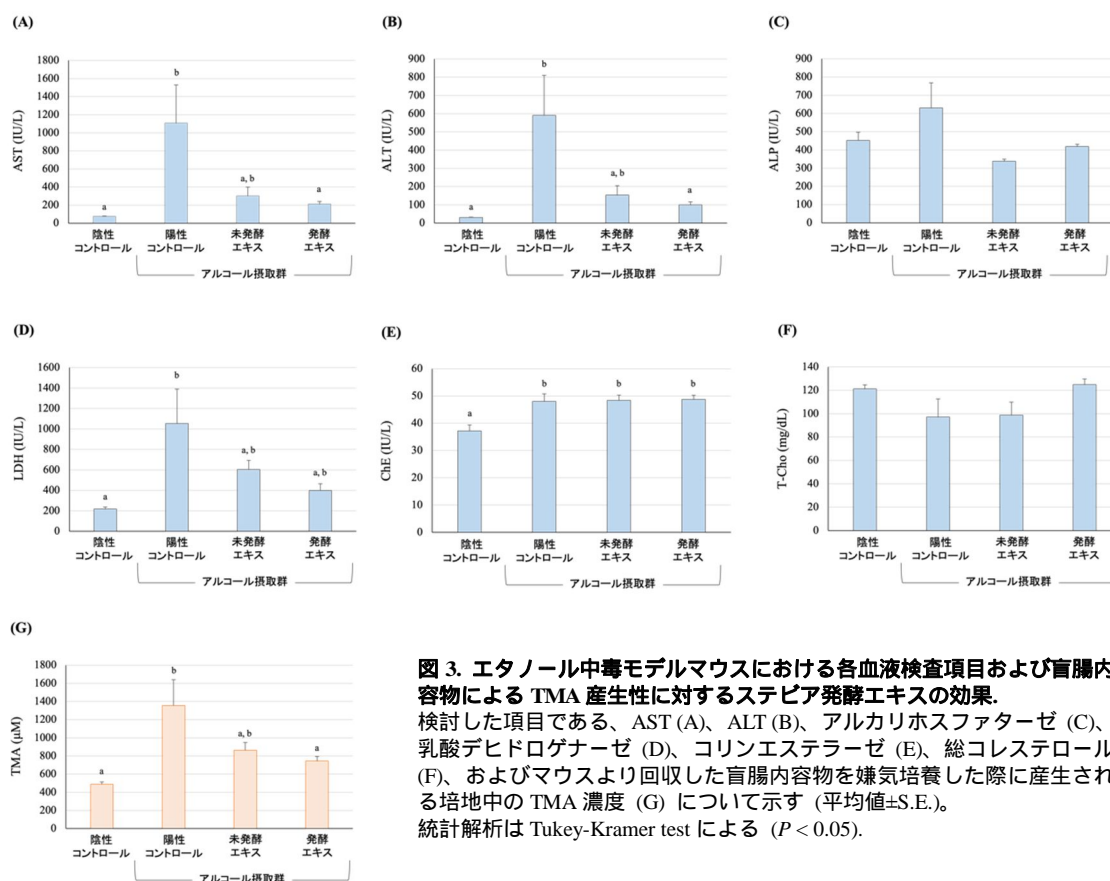 (A)
AST (IU/L)
1800
1600
1400
1200
1000
800
600
400
200
0
a
b
a, b
a
陰性
コントロール
陽性
コントロール
未発酵
エキス
発酵
エキス
アルコール摂取群
(B)
ALT (IU/L)
900
800
700
600
500
400
300
200
100
0
a
b
a, b
a
陰性
コントロール
陽性
コントロール
未発酵
エキス
発酵
エキス
アルコール摂取群
(C)
ALP (IU/L)
900
800
700
600
500
400
300
200
100
0
陰性
コントロール
陽性
コントロール
未発酵
エキス
発酵
エキス
アルコール摂取群
(D)
LDH (IU/L)
1600
1400
1200
1000
800
600
400
200
0
a
b
a, b
a, b
陰性
コントロール
陽性
コントロール
未発酵
エキス
発酵
エキス
アルコール摂取群
(E)
ChE (IU/L)
60
50
40
30
20
10
0
a
b
b
b
陰性
コントロール
陽性
コントロール
未発酵
エキス
発酵
エキス
アルコール摂取群
(F)
T-Cho (mg/dL)
140
120
100
80
60
40
20
0
陰性
コントロール
陽性
コントロール
未発酵
エキス
発酵
エキス
アルコール摂取群
(G)
TMA (μM)
1800
1600
1400
1200
1000
800
600
400
200
0
a
b
a, b
a
陰性
コントロール
陽性
コントロール
未発酵
エキス
発酵
エキス
アルコール摂取群
図 3. エタノール中毒モデルマウスにおける各血液検査項目および盲腸内
容物による TMA 産生性に対するステビア発酵エキスの効果.
検討した項目である、AST (A)、ALT (B)、アルカリホスファターゼ (C)、
乳酸デヒドロゲナーゼ (D)、コリンエステラーゼ (E)、総コレステロール
(F)、およびマウスより回収した盲腸内容物を嫌気培養した際に産生され
る培地中の TMA 濃度 (G) について示す (平均値±S.E.)。
統計解析は Tukey-Kramer test による (P < 0.05).